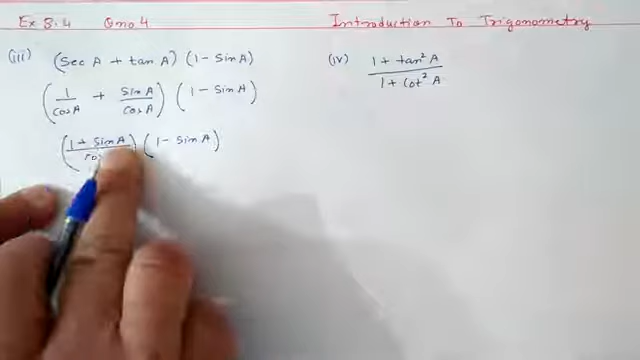 Ex 8.4 Qno 4 Introduction To Trigonometry
(iii) (Sec A + tan A) (1 - Sin A)
(1/cos A + Sin A/cos A) (1 - Sin A)
(1 + Sin A/co) (1 - Sin A)
(iv) 1 + tan² A / 1 + cot² A